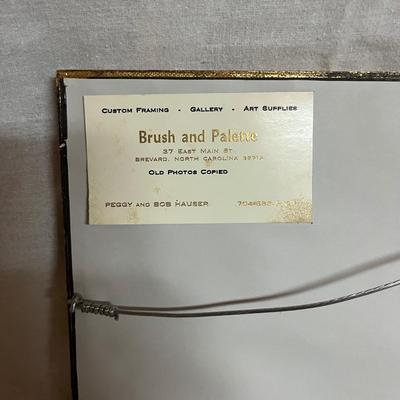 Custom Framing - Gallery - Art Supplies
Brush and Palette
37 East Main St.
Brevard, North Carolina
Old Photos Copied
Peggy and Bob Hauser